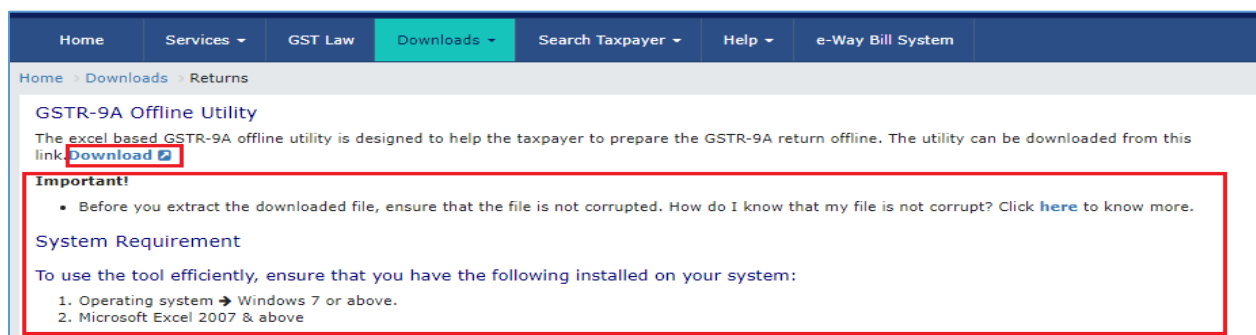 Home Services GST Law Downloads Search Taxpayer Help e-Way Bill System
Home > Downloads > Returns
GSTR-9A Offline Utility
The excel based GSTR-9A offline utility is designed to help the taxpayer to prepare the GSTR-9A return offline. The utility can be downloaded from this
link.Download
Important!
• Before you extract the downloaded file, ensure that the file is not corrupted. How do I know that my file is not corrupt? Click here to know more.
System Requirement
To use the tool efficiently, ensure that you have the following installed on your system:
1. Operating system ➔ Windows 7 or above.
2. Microsoft Excel 2007 & above